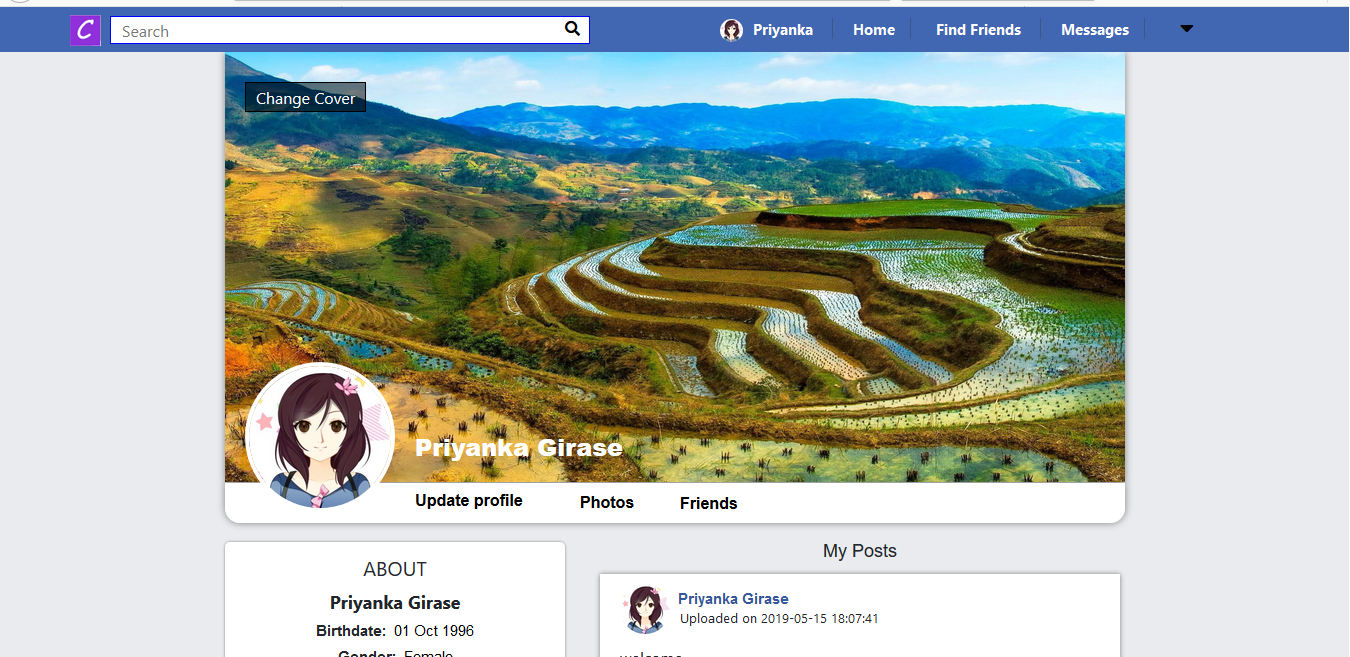 C Search Priyanka Home Find Friends Messages
Change Cover
Priyanka Girase
Update profile Photos Friends
ABOUT
Priyanka Girase
Birthdate: 01 Oct 1996
Gender: Female
My Posts
Priyanka Girase
Uploaded on 2019-05-15 18:07:41
welcome